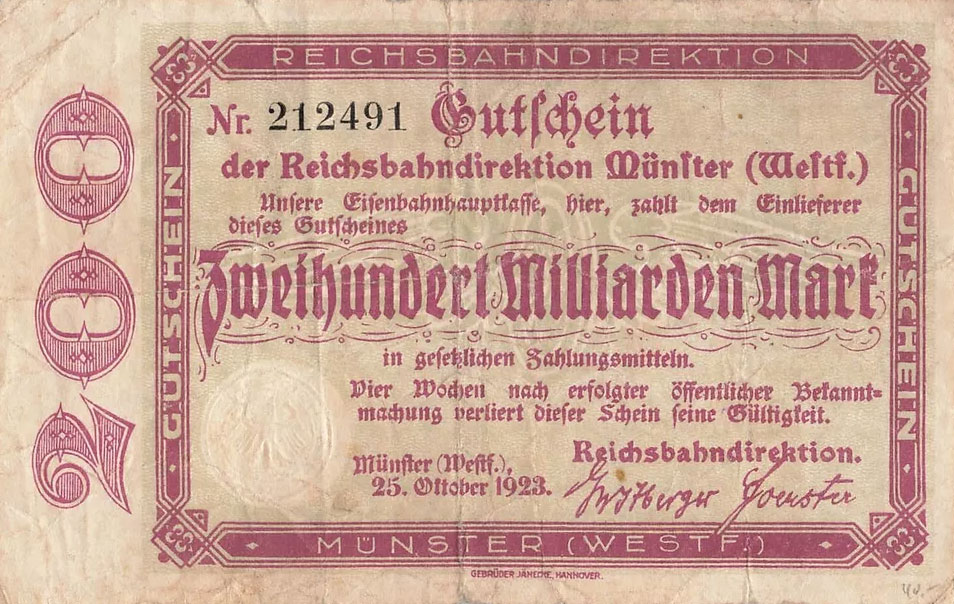 REICHSBAHNDIREKTION
Nr. 212491 Gutschein
der Reichsbahndirektion Münster (Westf.)
Unsere Eisenbahnhauptkasse, hier, zahlt dem Einlieferer
dieses Gutscheines
Zweihundert Milliarden Mark
in gesetzlichen Zahlungsmitteln.
Vier Wochen nach erfolgter öffentlicher Bekannt=
machung verliert dieser Schein seine Gültigkeit.
Reichsbahndirektion.
Münster (Westf.),
25. Oktober 1923.
MÜNSTER (WESTF.)
GEBRÜDER JÄNECKE, HANNOVER.
200
GUTSCHEIN
GUTSCHEIN